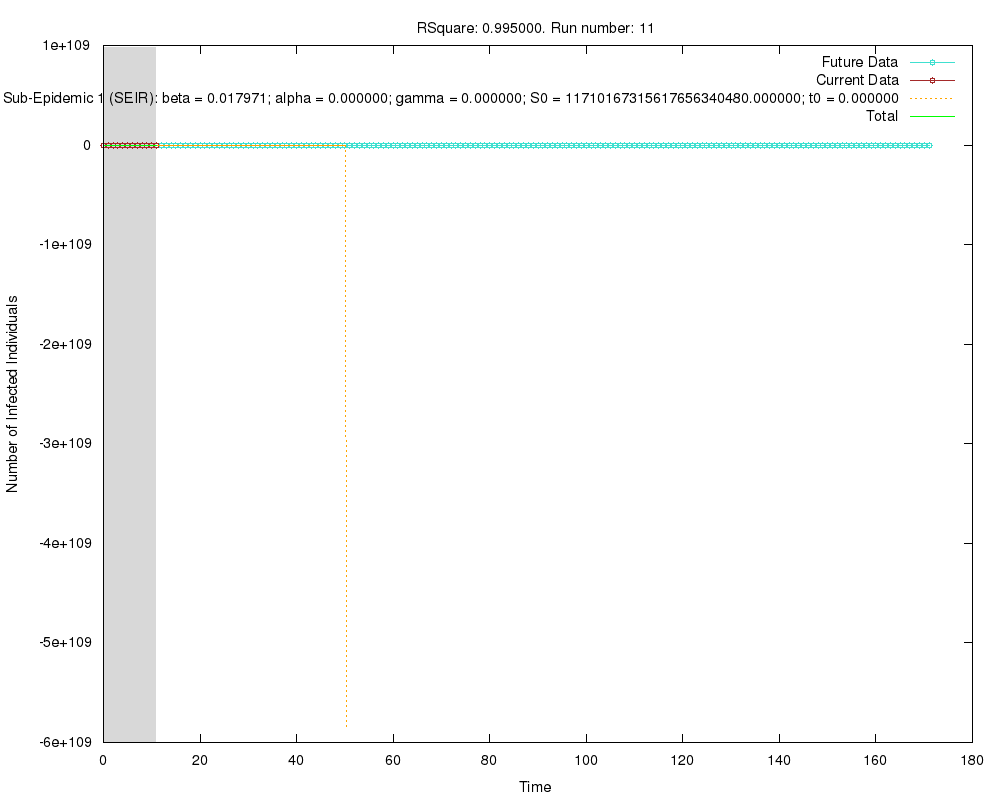 RSquare: 0.995000. Run number: 11
1e+109
Future Data
Current Data
Sub-Epidemic 1 (SEIR): beta = 0.017971; alpha = 0.000000; gamma = 0.000000; S0 = 11710167315617656340480.000000; t0 = 0.000000
Total
0
-1e+109
-2e+109
-3e+109
-4e+109
-5e+109
-6e+109
Number of Infected Individuals
0 20 40 60 80 100 120 140 160 180
Time